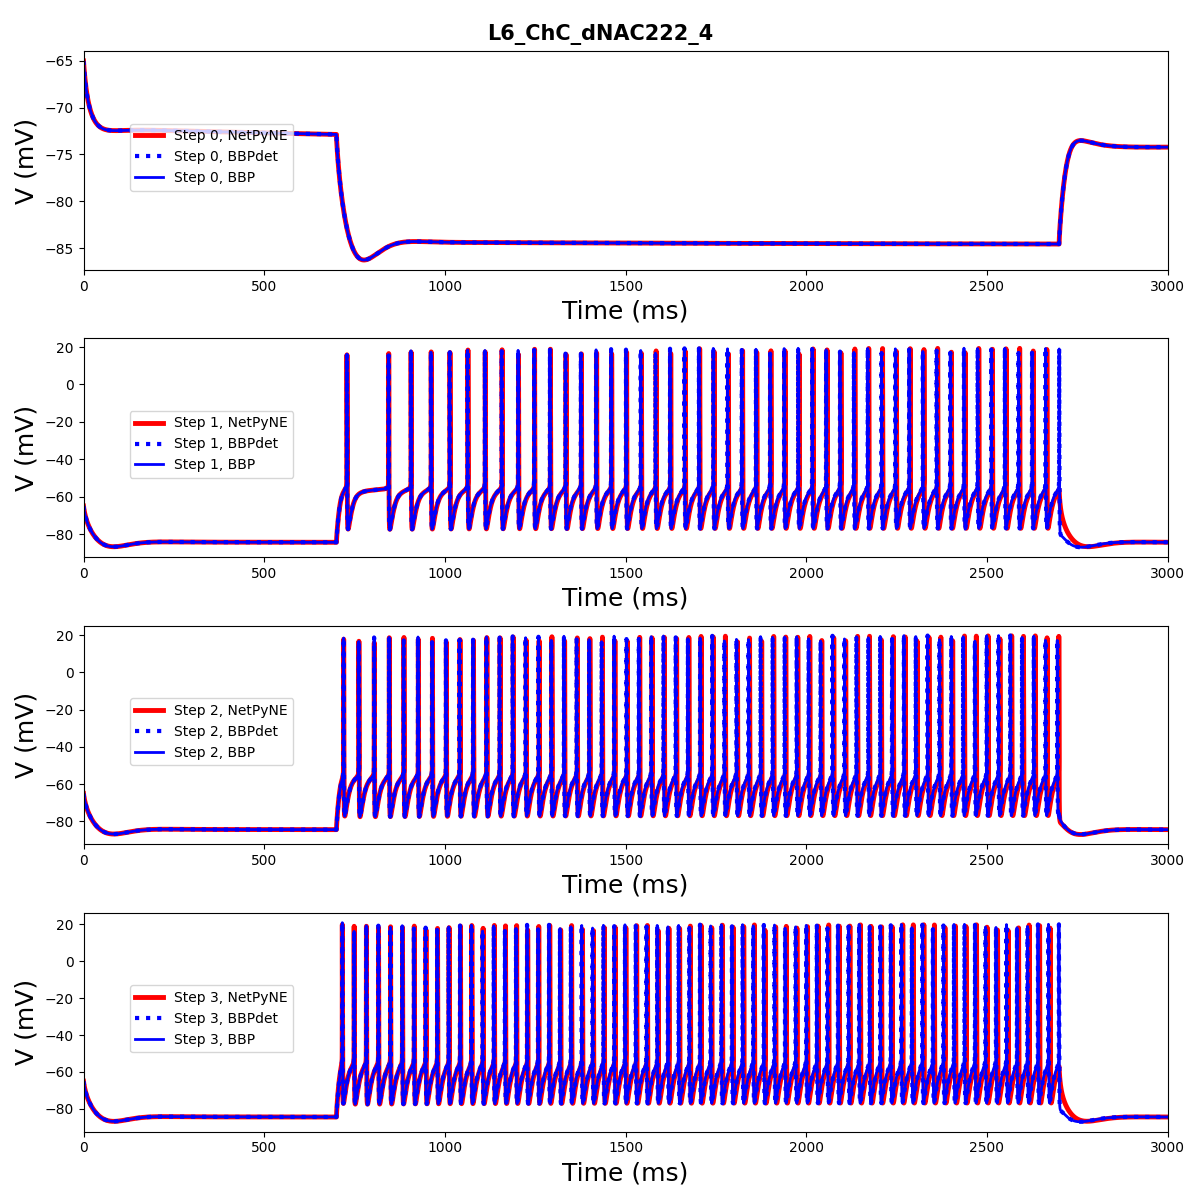 L6_ChC_dNAC222_4
−65
−70
−75
−80
−85
V (mV)
Step 0, NetPyNE
Step 0, BBPdet
Step 0, BBP
0 500 1000 1500 2000 2500 3000
Time (ms)
20
0
−20
−40
−60
−80
V (mV)
Step 1, NetPyNE
Step 1, BBPdet
Step 1, BBP
0 500 1000 1500 2000 2500 3000
Time (ms)
20
0
−20
−40
−60
−80
V (mV)
Step 2, NetPyNE
Step 2, BBPdet
Step 2, BBP
0 500 1000 1500 2000 2500 3000
Time (ms)
20
0
−20
−40
−60
−80
V (mV)
Step 3, NetPyNE
Step 3, BBPdet
Step 3, BBP
0 500 1000 1500 2000 2500 3000
Time (ms)